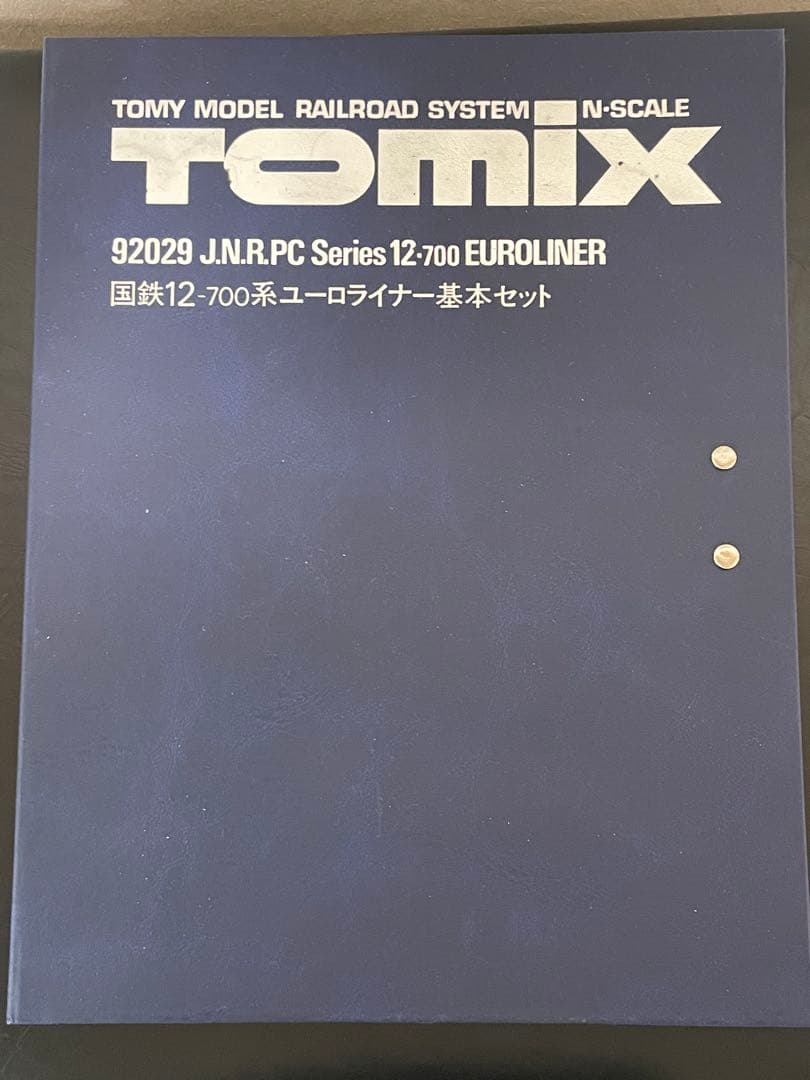 TOMY MODEL RAILROAD SYSTEM N·SCALE
TOMIX
92029 J.N.R.PC Series 12·700 EUROLINER
国鉄12-700系ユーロライナー基本セット